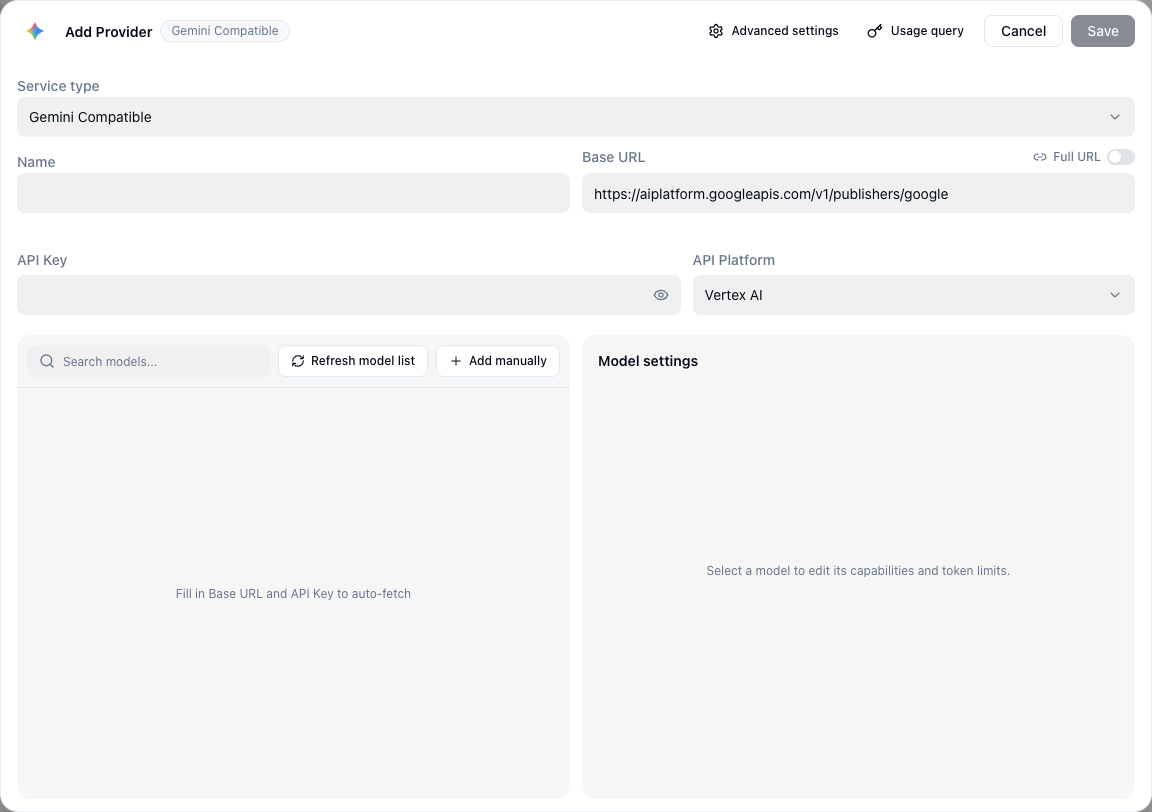 Add Provider Gemini Compatible Advanced settings Usage query Cancel Save
Service type
Gemini Compatible
Name
Base URL Full URL
https://aiplatform.googleapis.com/v1/publishers/google
API Key API Platform
Vertex AI
Search models... Refresh model list Add manually Model settings
Select a model to edit its capabilities and token limits.
Fill in Base URL and API Key to auto-fetch